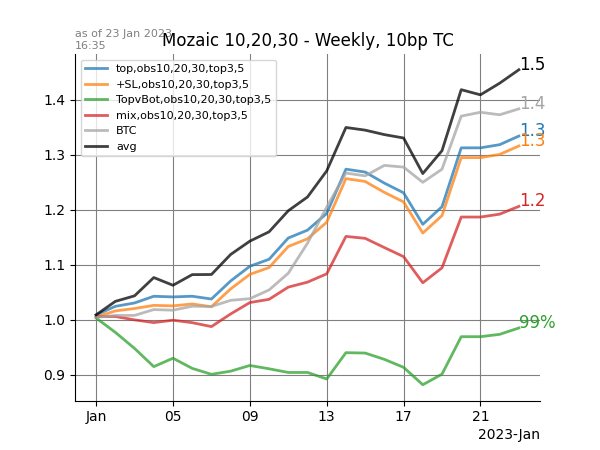 as of 23 Jan 2023
16:35
Mozaic 10,20,30 - Weekly, 10bp TC
top,obs10,20,30,top3,5
+SL,obs10,20,30,top3,5
TopvBot,obs10,20,30,top3,5
mix,obs10,20,30,top3,5
BTC
avg
1.5
1.4
1.3
1.3
1.2
99%
1.4
1.3
1.2
1.1
1.0
0.9
Jan
05
09
13
17
21
2023-Jan